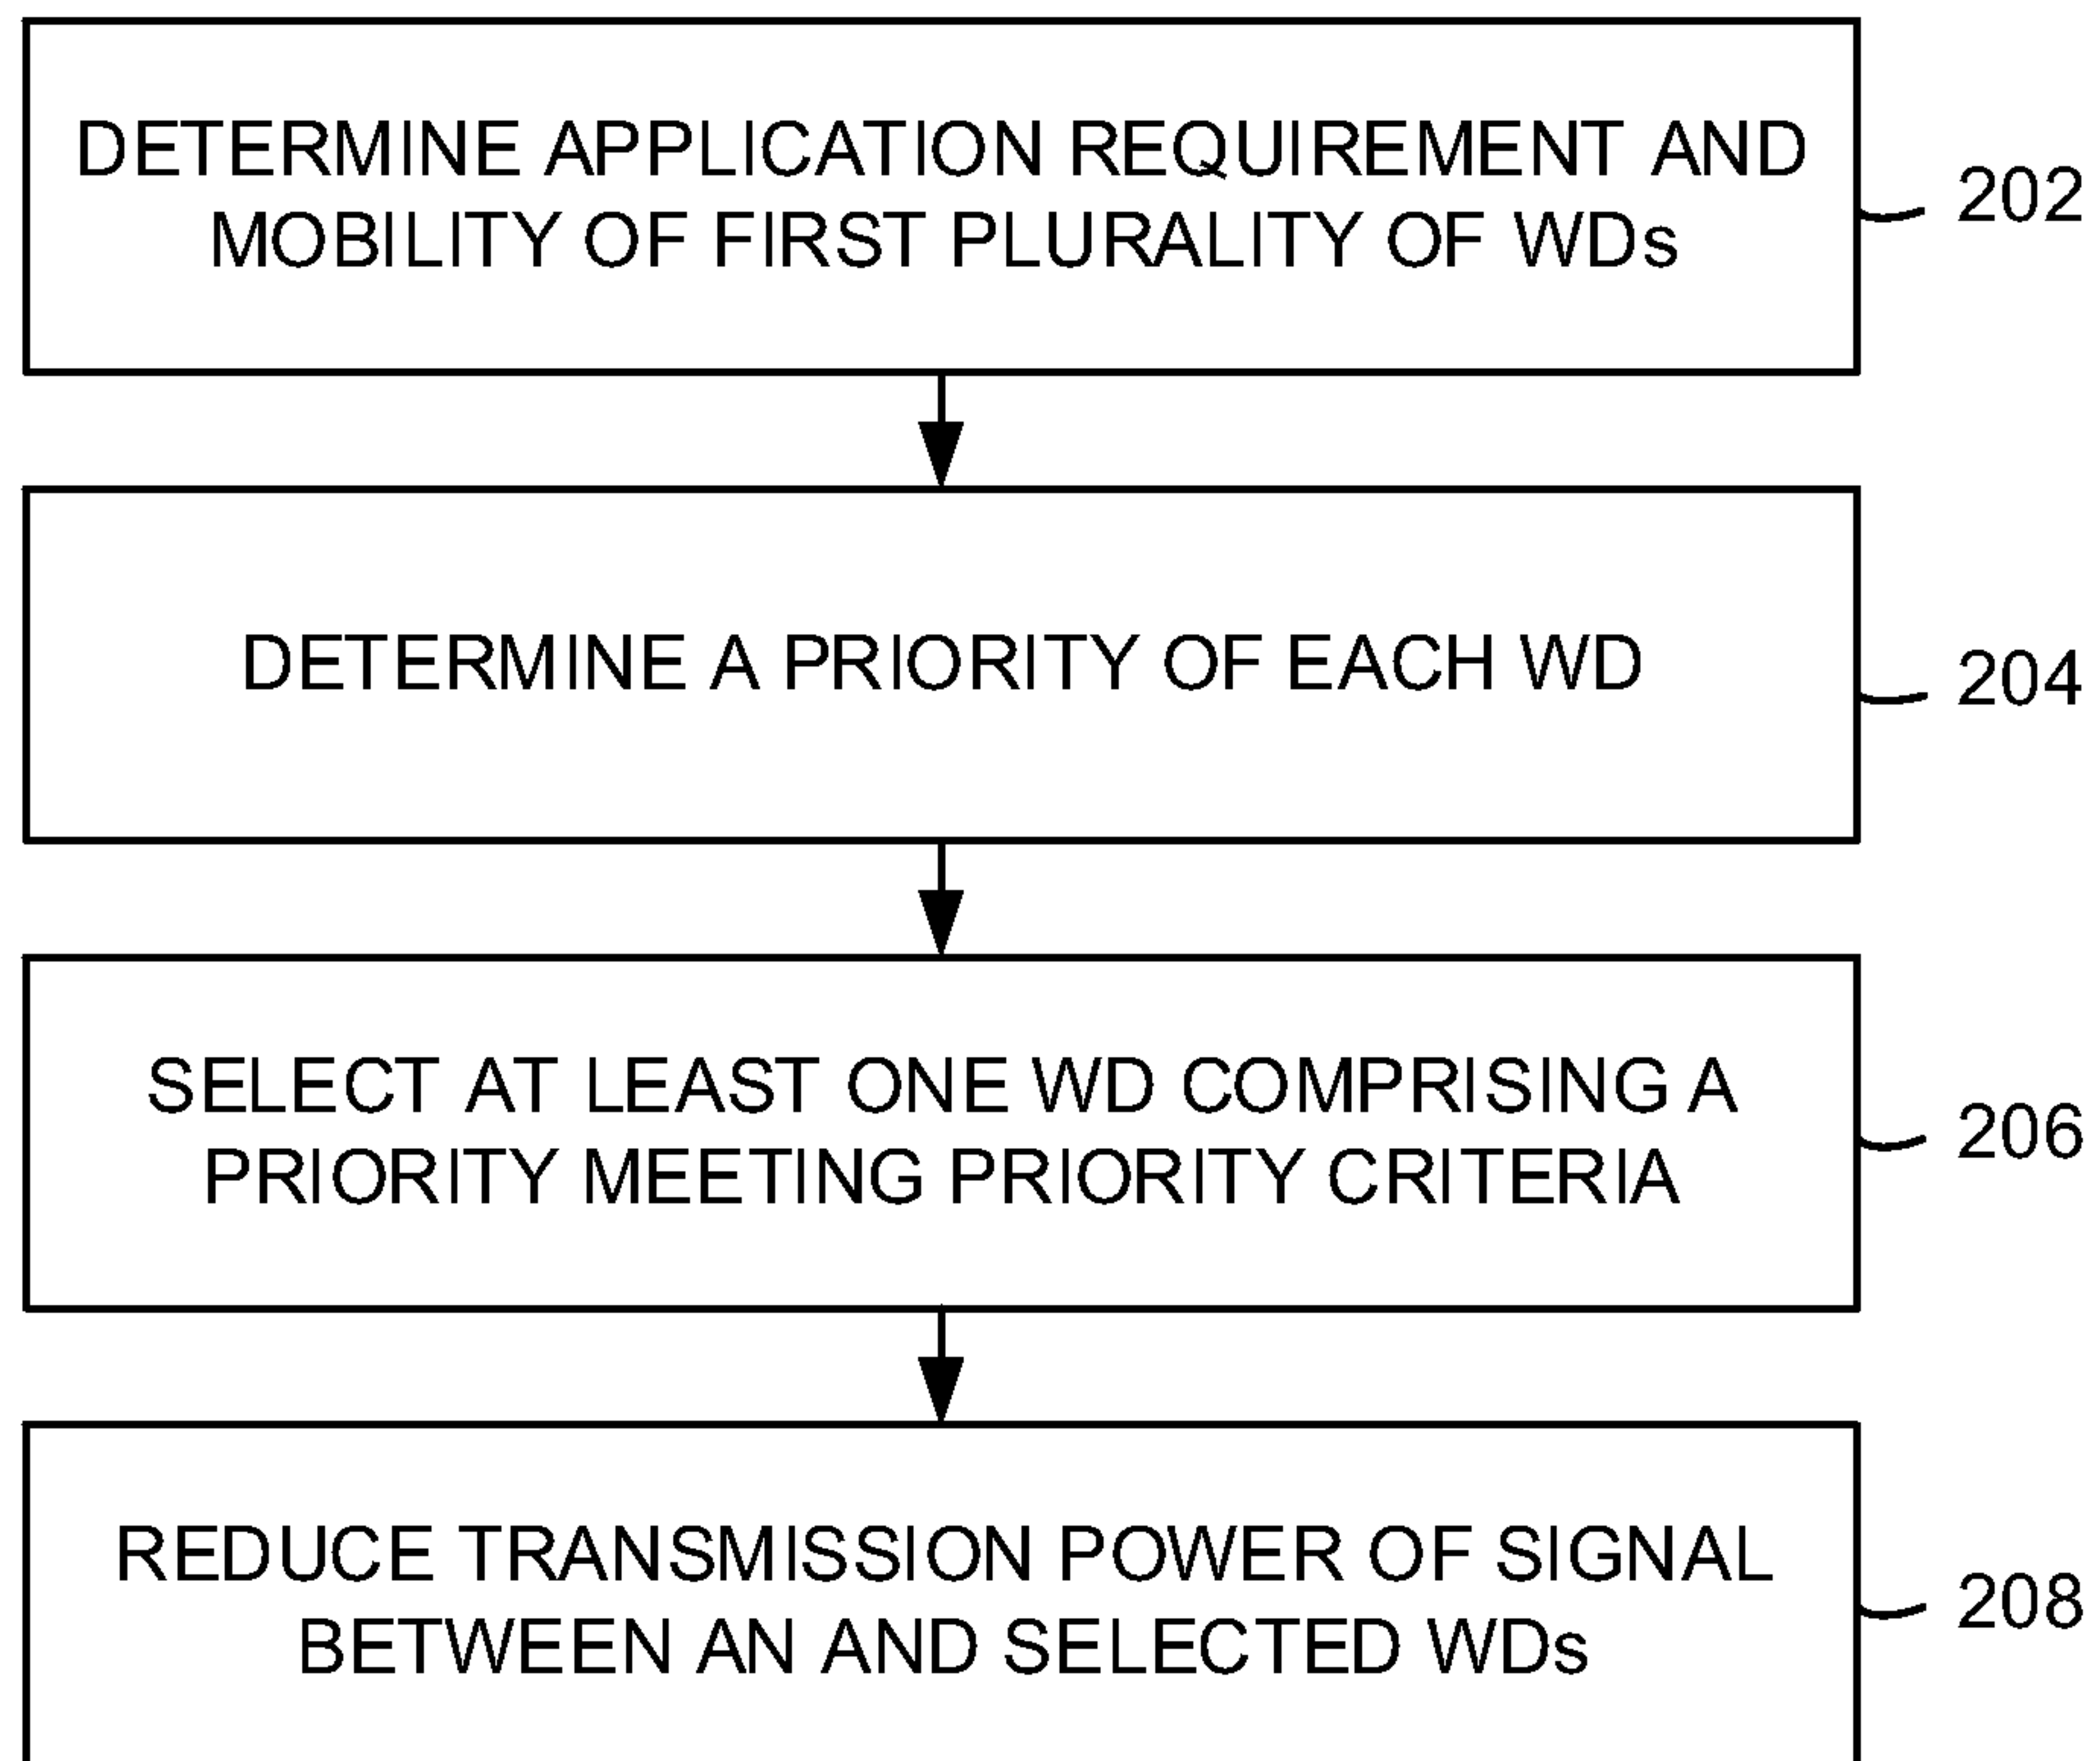 DETERMINE APPLICATION REQUIREMENT AND
MOBILITY OF FIRST PLURALITY OF WDs
202
DETERMINE A PRIORITY OF EACH WD
204
SELECT AT LEAST ONE WD COMPRISING A
PRIORITY MEETING PRIORITY CRITERIA
206
REDUCE TRANSMISSION POWER OF SIGNAL
BETWEEN AN AND SELECTED WDs
208